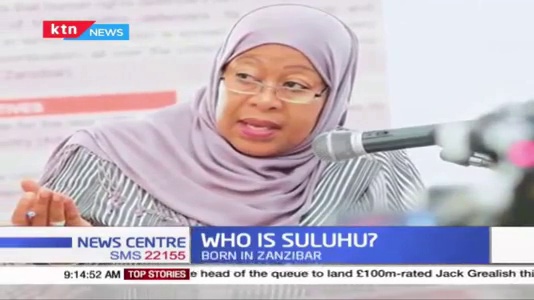 ktn NEWS
NEWS CENTRE
SMS 22155
WHO IS SULUHU?
BORN IN ZANZIBAR
9:14:52 AM TOP STORIES e head of the queue to land £100m-rated Jack Grealish thi